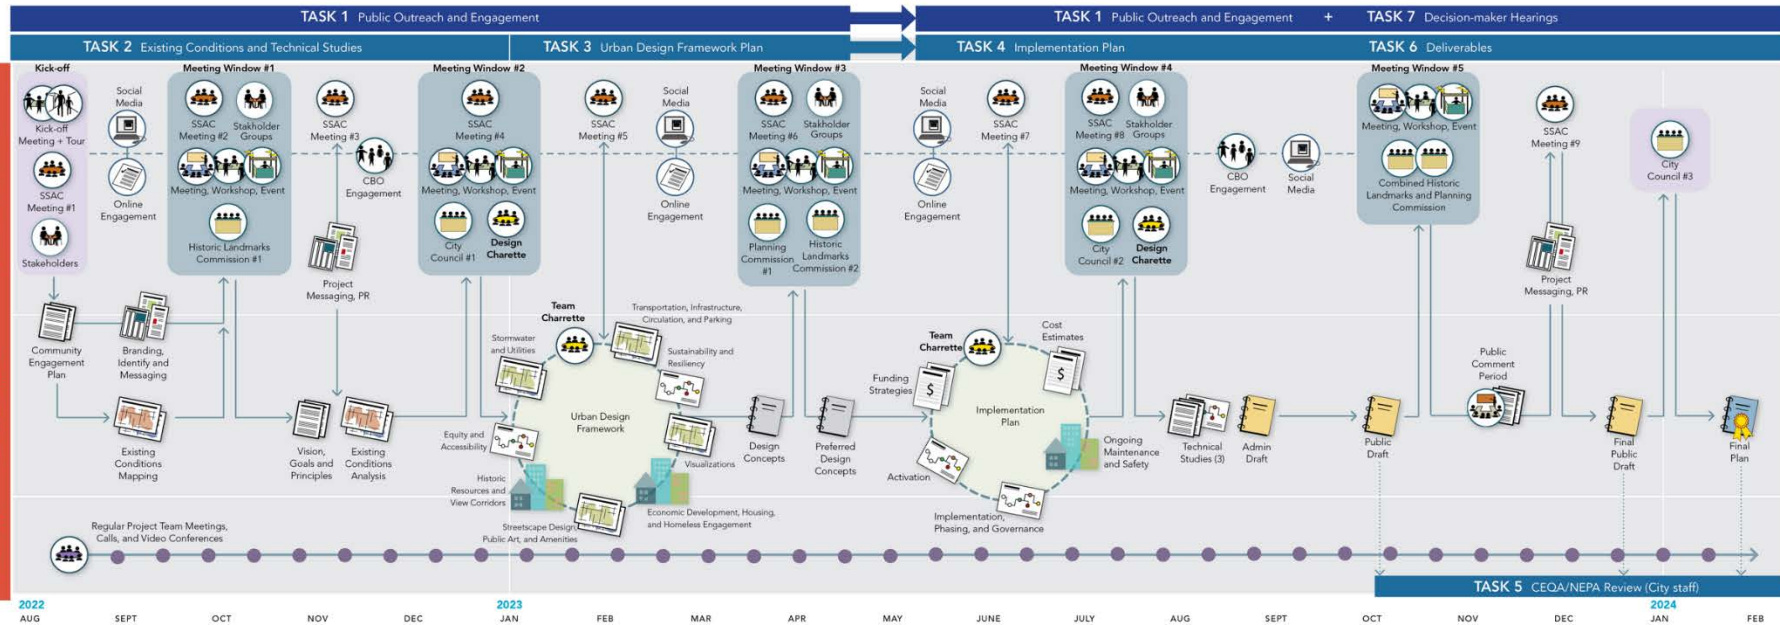 TASK 1 Public Outreach and Engagement
TASK 1 Public Outreach and Engagement + TASK 7 Decision-maker Hearings
TASK 2 Existing Conditions and Technical Studies
TASK 3 Urban Design Framework Plan
TASK 4 Implementation Plan
TASK 6 Deliverables
Kick-off
Kick-off
Meeting + Tour
SSAC
Meeting #1
Stakeholders
Social
Media
Online
Engagement
Meeting Window #1
SSAC
Meeting #2
Stakholder
Groups
Meeting, Workshop, Event
Historic Landmarks
Commission #1
SSAC
Meeting #3
CBO
Engagement
Project
Messaging, PR
Meeting Window #2
SSAC
Meeting #4
Meeting, Workshop, Event
City
Council #1
Design
Charette
SSAC
Meeting #5
Social
Media
Online
Engagement
Meeting Window #3
SSAC
Meeting #6
Stakholder
Groups
Meeting, Workshop, Event
Planning
Commission
#1
Historic
Landmarks
Commission #2
Social
Media
Online
Engagement
SSAC
Meeting #7
Meeting Window #4
SSAC
Meeting #8
Stakholder
Groups
Meeting, Workshop, Event
City
Council #2
Design
Charette
CBO
Engagement
Social
Media
Meeting Window #5
Meeting, Workshop, Event
Combined Historic
Landmarks and Planning
Commission
SSAC
Meeting #9
Project
Messaging, PR
City
Council #3
Community
Engagement
Plan
Branding,
Identify and
Messaging
Existing
Conditions
Mapping
Vision,
Goals and
Principles
Existing
Conditions
Analysis
Team
Charrette
Transportation, Infrastructure,
Circulation, and Parking
Stormwater
and Utilities
Sustainability and
Resiliency
Urban Design
Framework
Equity and
Accessibility
Visualizations
Historic
Resources and
View Corridors
Economic Development, Housing,
and Homeless Engagement
Streetscape Design,
Public Art, and Amenities
Design
Concepts
Preferred
Design
Concepts
Team
Charrette
Cost
Estimates
Funding
Strategies
$
$
Implementation
Plan
Ongoing
Maintenance
and Safety
Activation
Implementation,
Phasing, and Governance
Technical
Studies (3)
Admin
Draft
Public
Draft
Public
Comment
Period
Final
Public
Draft
Final
Plan
Regular Project Team Meetings,
Calls, and Video Conferences
TASK 5 CEQA/NEPA Review (City staff)
2022 2023 2024
AUG SEPT OCT NOV DEC JAN FEB MAR APR MAY JUNE JULY AUG SEPT OCT NOV DEC JAN FEB